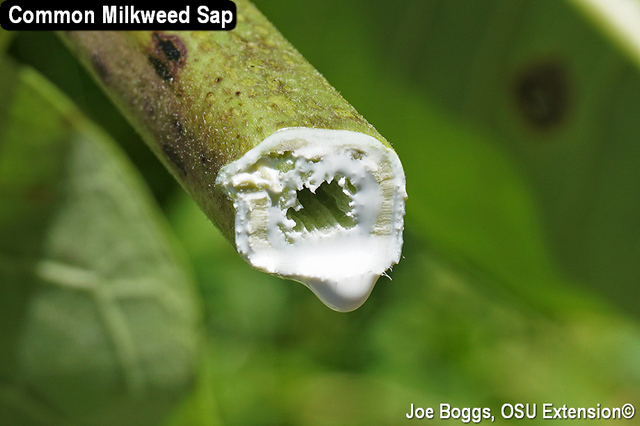 Common Milkweed Sap
Joe Boggs, OSU Extension©